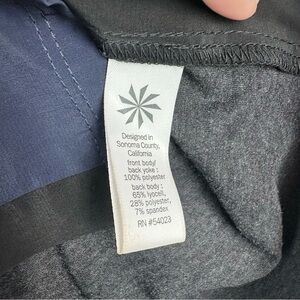 Designed in
Sonoma County,
California
front body/
back yoke :
100% polyester
back body :
65% lyocell,
28% polyester,
7% spandex
RN #54023